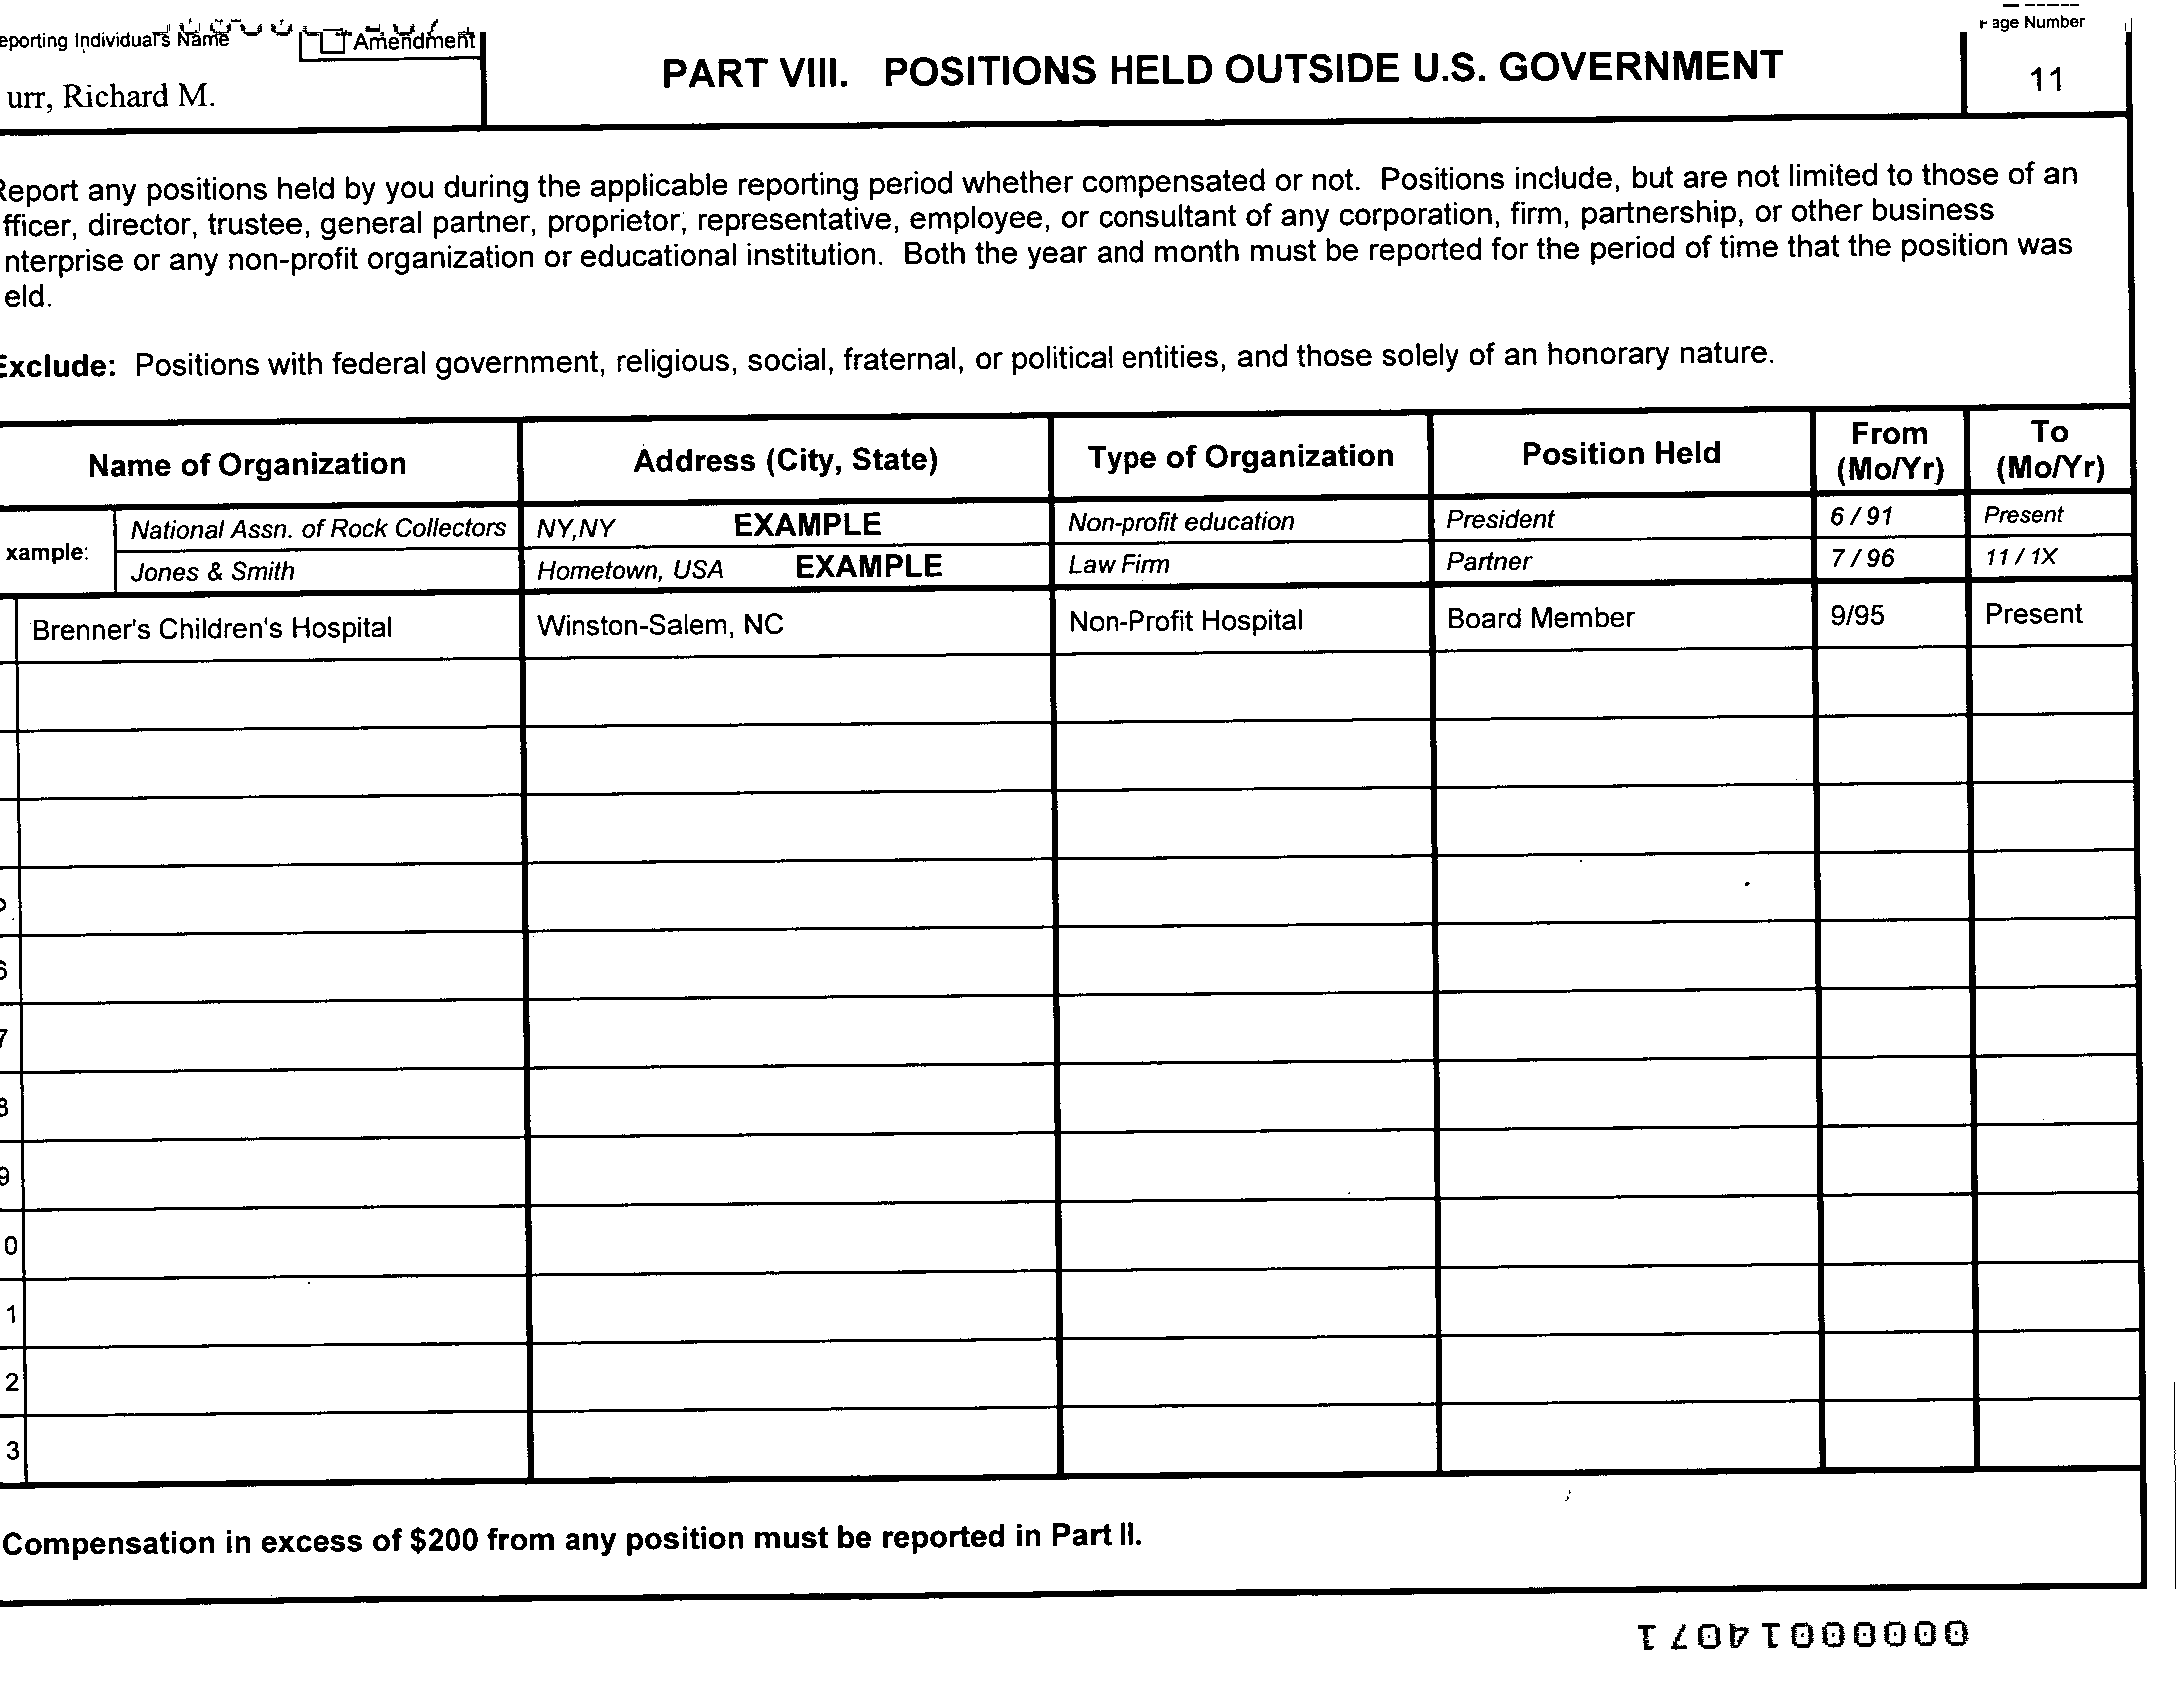 eporting Individual's Name Amendment
urr, Richard M.
PART VIII. POSITIONS HELD OUTSIDE U.S. GOVERNMENT
age Number
11
Report any positions held by you during the applicable reporting period whether compensated or not. Positions include, but are not limited to those of an
fficer, director, trustee, general partner, proprietor, representative, employee, or consultant of any corporation, firm, partnership, or other business
nterprise or any non-profit organization or educational institution. Both the year and month must be reported for the period of time that the position was
eld.
Exclude: Positions with federal government, religious, social, fraternal, or political entities, and those solely of an honorary nature.
Name of Organization Address (City, State) Type of Organization Position Held From (Mo/Yr) To (Mo/Yr)
xample: National Assn. of Rock Collectors NY,NY EXAMPLE Non-profit education President 6 / 91 Present
Jones & Smith Hometown, USA EXAMPLE Law Firm Partner 7 / 96 11 / 1X
Brenner's Children's Hospital Winston-Salem, NC Non-Profit Hospital Board Member 9/95 Present
6
7
8
9
0
1
2
3
Compensation in excess of $200 from any position must be reported in Part II.
00000014071